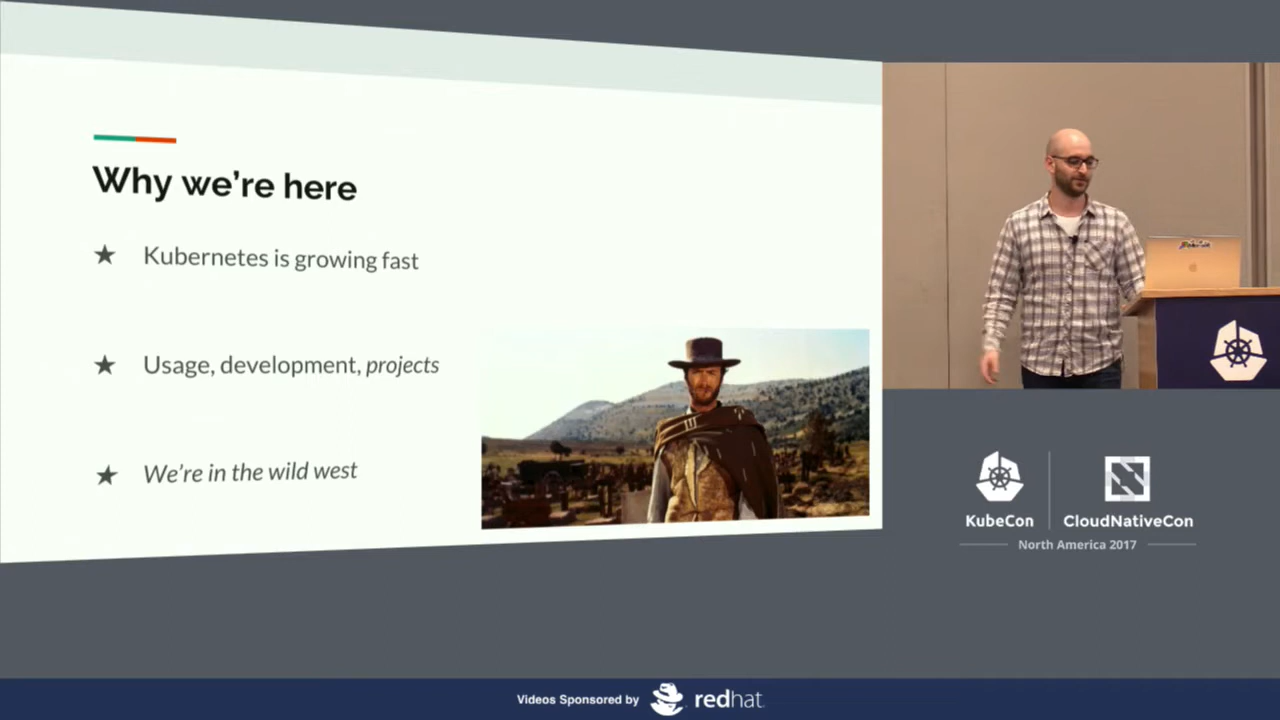 Why we're here
★ Kubernetes is growing fast
★ Usage, development, projects
★ We're in the wild west
KubeCon
CloudNativeCon
North America 2017
Videos Sponsored by redhat.